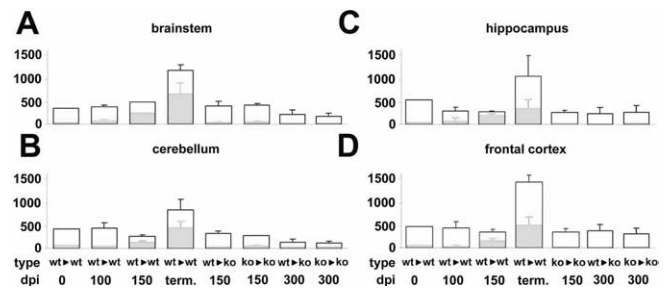 A
brainstem
1500
1000
500
0
B
cerebellum
1500
1000
500
0
type wt►wt wt►wt wt►wt wt►wt wt►ko ko►ko wt►ko ko►ko
dpi 0 100 150 term. 150 150 300 300
C
hippocampus
1500
1000
500
0
D
frontal cortex
1500
1000
500
0
type wt►wt wt►wt wt►wt wt►wt ko►ko wt►ko ko►ko
dpi 0 100 150 term. 150 300 300